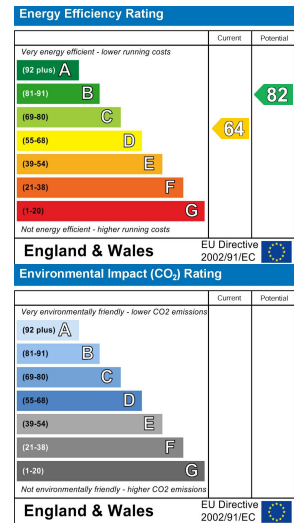 Energy Efficiency Rating
Current Potential
Very energy efficient - lower running costs
(92 plus) A
(81-91) B
82
(69-80) C
64
(55-68) D
(39-54) E
(21-38) F
(1-20) G
Not energy efficient - higher running costs
England & Wales EU Directive 2002/91/EC
Environmental Impact (CO₂) Rating
Current Potential
Very environmentally friendly - lower CO2 emissions
(92 plus) A
(81-91) B
(69-80) C
(55-68) D
(39-54) E
(21-38) F
(1-20) G
Not environmentally friendly - higher CO2 emissions
England & Wales EU Directive 2002/91/EC